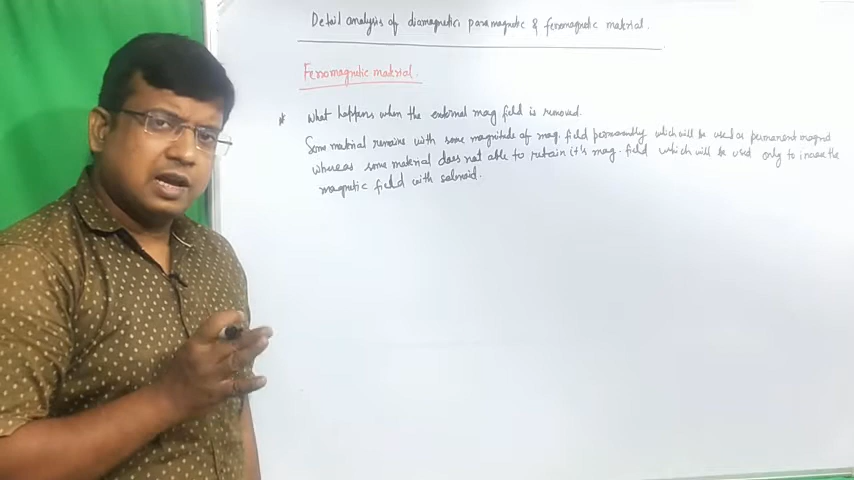 Detail analysis of diamagnetic, paramagnetic & ferromagnetic material.
Ferromagnetic material.
* What happens when the external mag. field is removed.
Some material remains with some magnitude of mag. field permanently which will be used as permanent magnet
whereas some material does not able to retain it's mag. field which will be used only to increase the
magnetic field with solenoid.